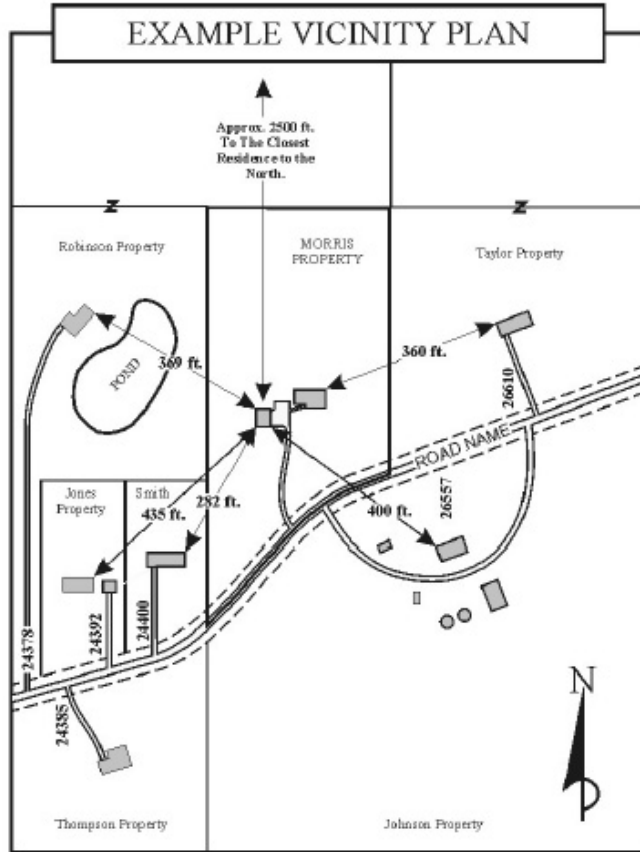 EXAMPLE VICINITY PLAN
Approx. 2500 ft.
To The Closest
Residence to the
North.
Z
Z
Robinson Property
MORRIS
PROPERTY
Taylor Property
POND
369 ft.
360 ft.
26610
ROAD NAME
Jones
Property
Smith
282 ft.
435 ft.
400 ft.
26557
24378
24392
24400
24385
N
Thompson Property
Johnson Property